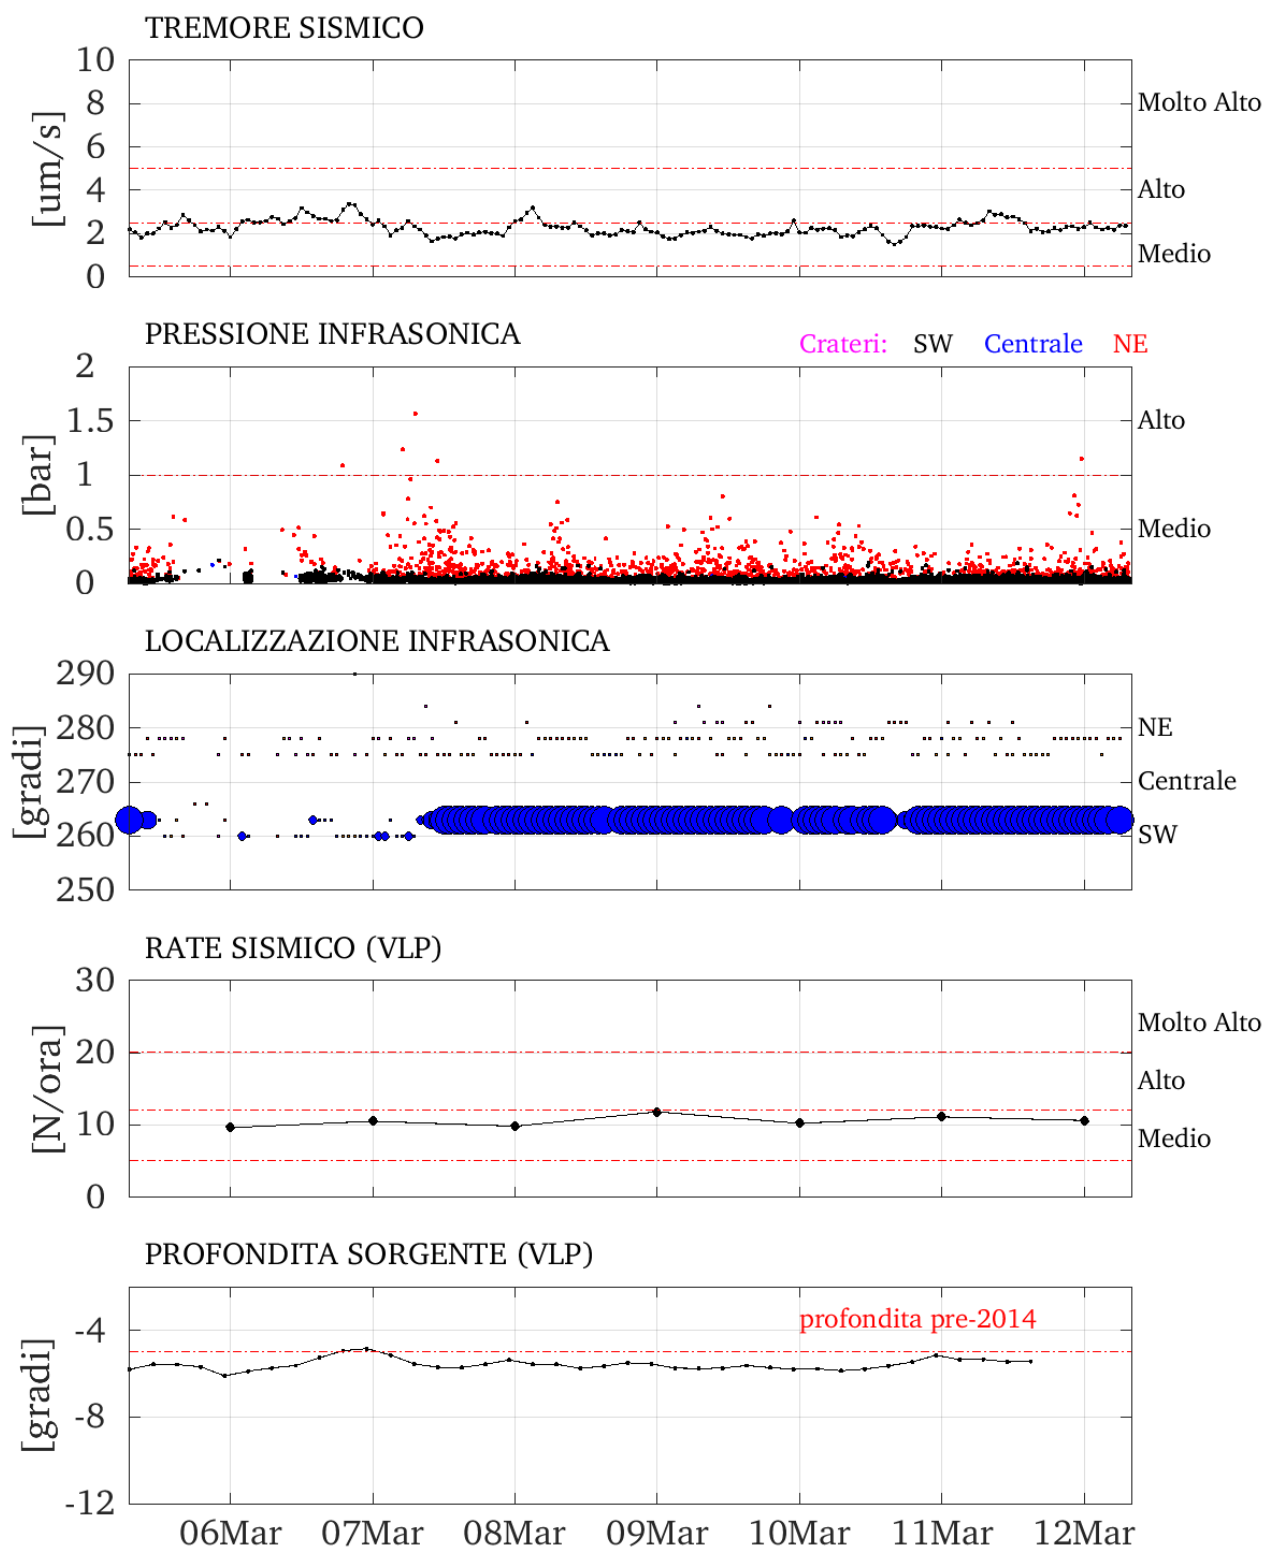 TREMORE SISMICO
10
8
6
4
2
0
[um/s]
Molto Alto
Alto
Medio
PRESSIONE INFRASONICA
Crateri: SW Centrale NE
2
1.5
1
0.5
0
[bar]
Alto
Medio
LOCALIZZAZIONE INFRASONICA
290
280
270
260
250
[gradi]
NE
Centrale
SW
RATE SISMICO (VLP)
30
20
10
0
[N/ora]
Molto Alto
Alto
Medio
PROFONDITA SORGENTE (VLP)
profondita pre-2014
-4
-8
-12
[gradi]
06Mar 07Mar 08Mar 09Mar 10Mar 11Mar 12Mar